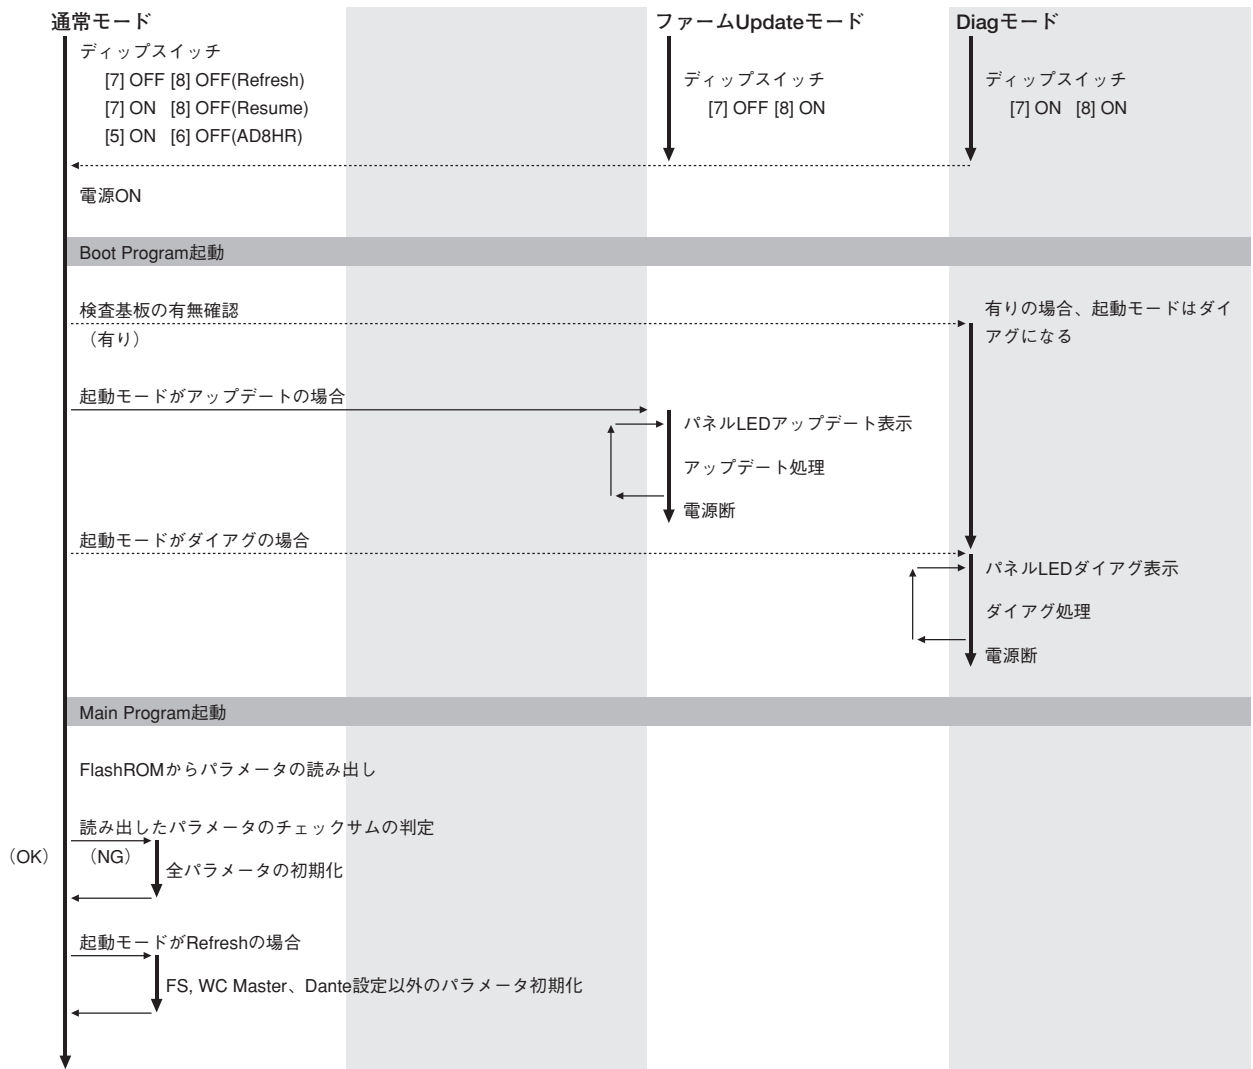 通常モード
ファームUpdateモード
Diagモード
ディップスイッチ
[7] OFF [8] OFF(Refresh)
[7] ON [8] OFF(Resume)
[5] ON [6] OFF(AD8HR)
ディップスイッチ
[7] OFF [8] ON
ディップスイッチ
[7] ON [8] ON
電源ON
Boot Program起動
検査基板の有無確認
（有り）
有りの場合、起動モードはダイ
アグになる
起動モードがアップデートの場合
パネルLEDアップデート表示
アップデート処理
電源断
起動モードがダイアグの場合
パネルLEDダイアグ表示
ダイアグ処理
電源断
Main Program起動
FlashROMからパラメータの読み出し
読み出したパラメータのチェックサムの判定
（OK）
（NG）
全パラメータの初期化
起動モードがRefreshの場合
FS, WC Master、Dante設定以外のパラメータ初期化